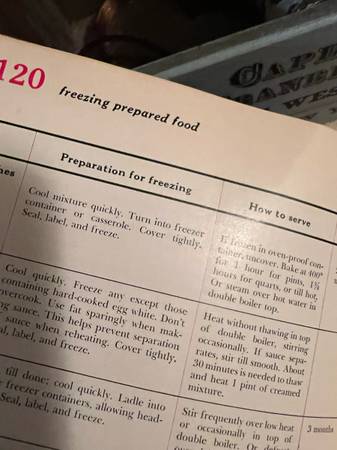 120 freezing prepared food
Preparation for freezing
How to serve
Cool mixture quickly. Turn into freezer
container or casserole. Cover tightly.
Seal, label, and freeze.
If frozen in oven-proof con-
tainer, uncover. Bake at 400°
for 1 hour for pints, 1¾
hours for quarts, or till hot.
Or steam over hot water in
double boiler top.
Cool quickly. Freeze any except those
containing hard-cooked egg white. Don't
overcook. Use fat sparingly when mak-
ing sauce. This helps prevent separation
sauce when reheating. Cover tightly.
label, and freeze.
Heat without thawing in top
of double boiler, stirring
occasionally. If sauce sepa-
rates, stir till smooth. About
30 minutes is needed to thaw
and heat 1 pint of creamed
mixture.
till done; cool quickly. Ladle into
freezer containers, allowing head-
Seal, label, and freeze.
Stir frequently over low heat
or occasionally in top of
double boiler. Or
3 months
WES